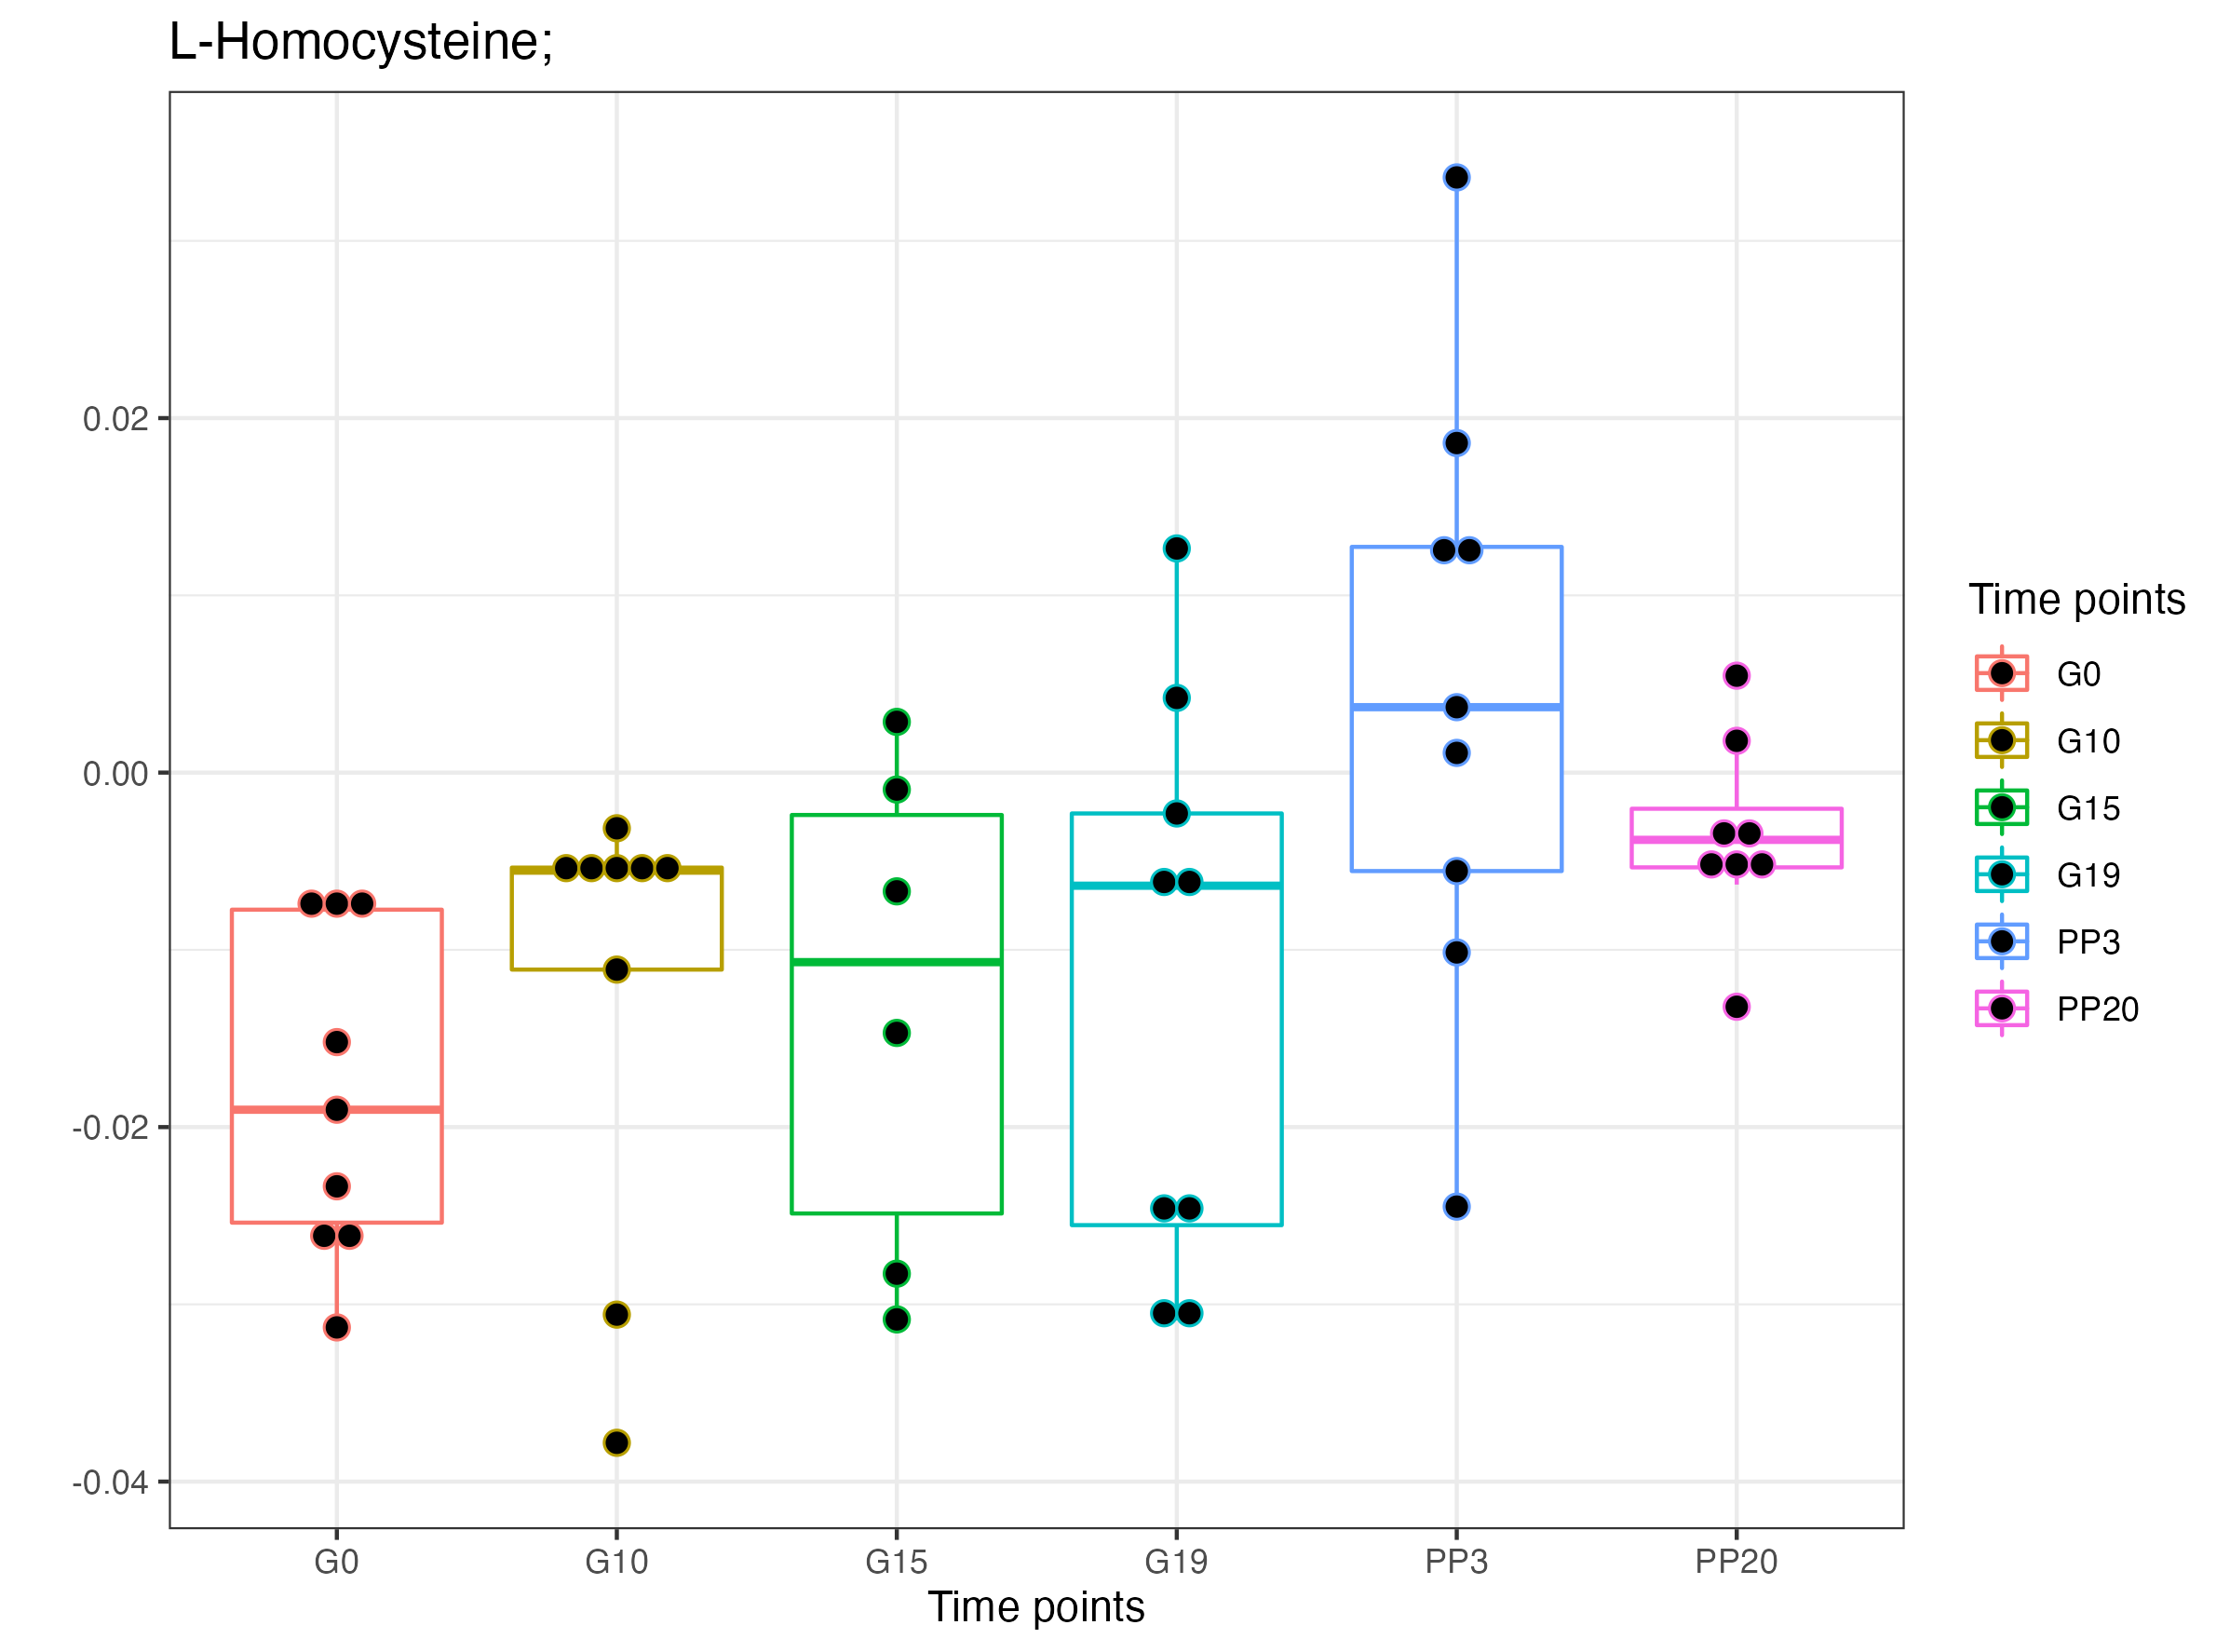 L-Homocysteine;
0.02
0.00
-0.02
-0.04
G0 G10 G15 G19 PP3 PP20
Time points
Time points
G0
G10
G15
G19
PP3
PP20